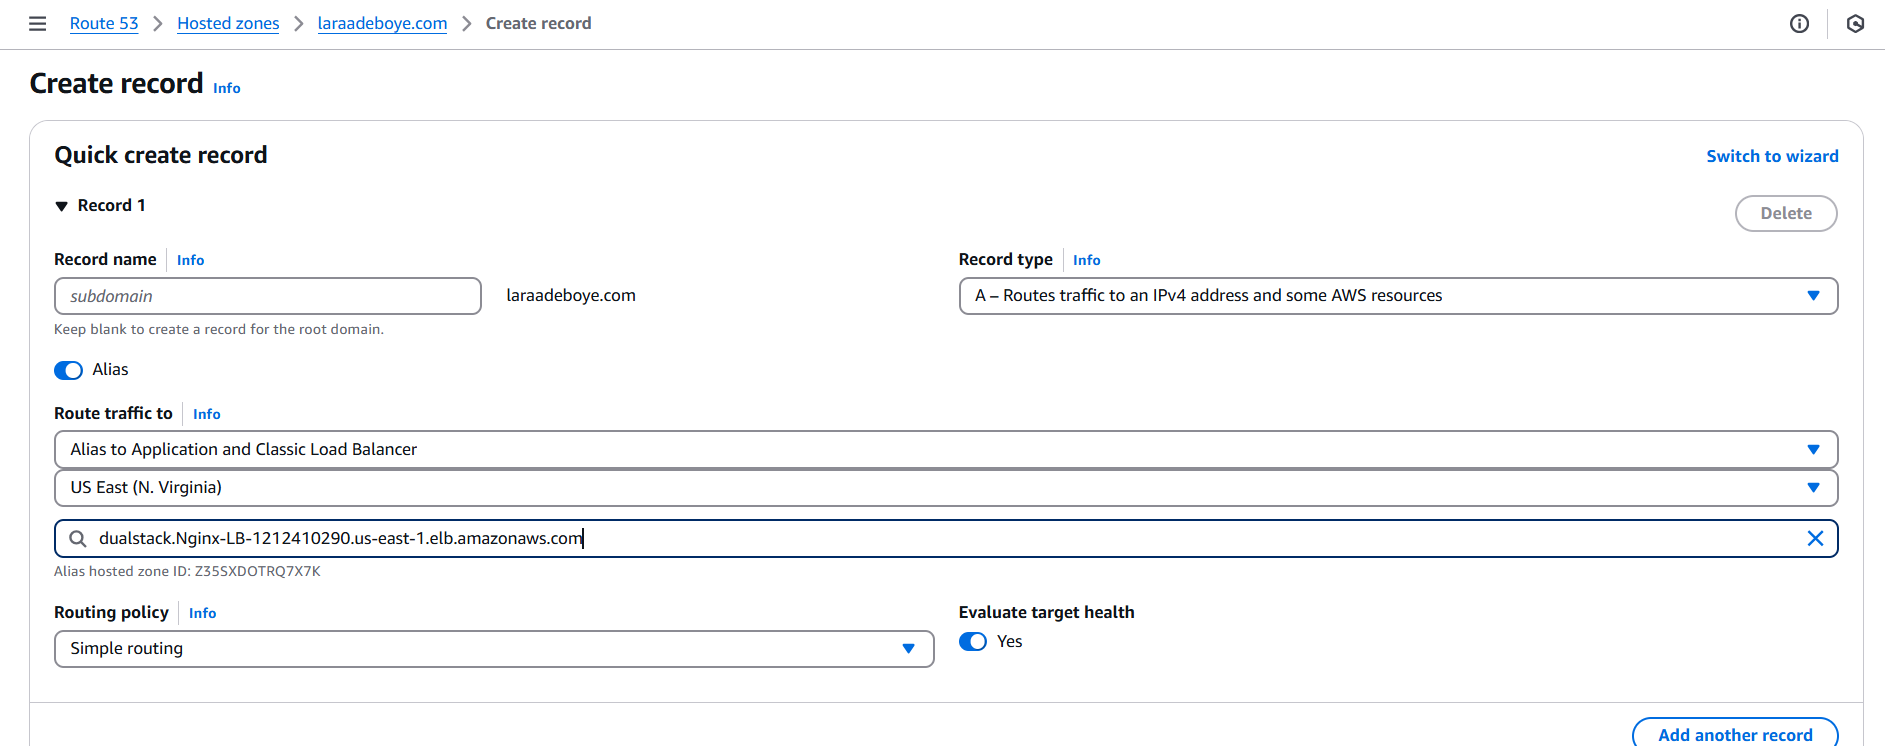 Route 53 > Hosted zones > laraadeboye.com > Create record
Create record Info
Quick create record
Switch to wizard
Record 1
Delete
Record name Info
subdomain
laraadeboye.com
Keep blank to create a record for the root domain.
Record type Info
A – Routes traffic to an IPv4 address and some AWS resources
Alias
Route traffic to Info
Alias to Application and Classic Load Balancer
US East (N. Virginia)
dualstack.Nginx-LB-1212410290.us-east-1.elb.amazonaws.com
Alias hosted zone ID: Z35SXDOTRQ7X7K
Routing policy Info
Simple routing
Evaluate target health
Yes
Add another record